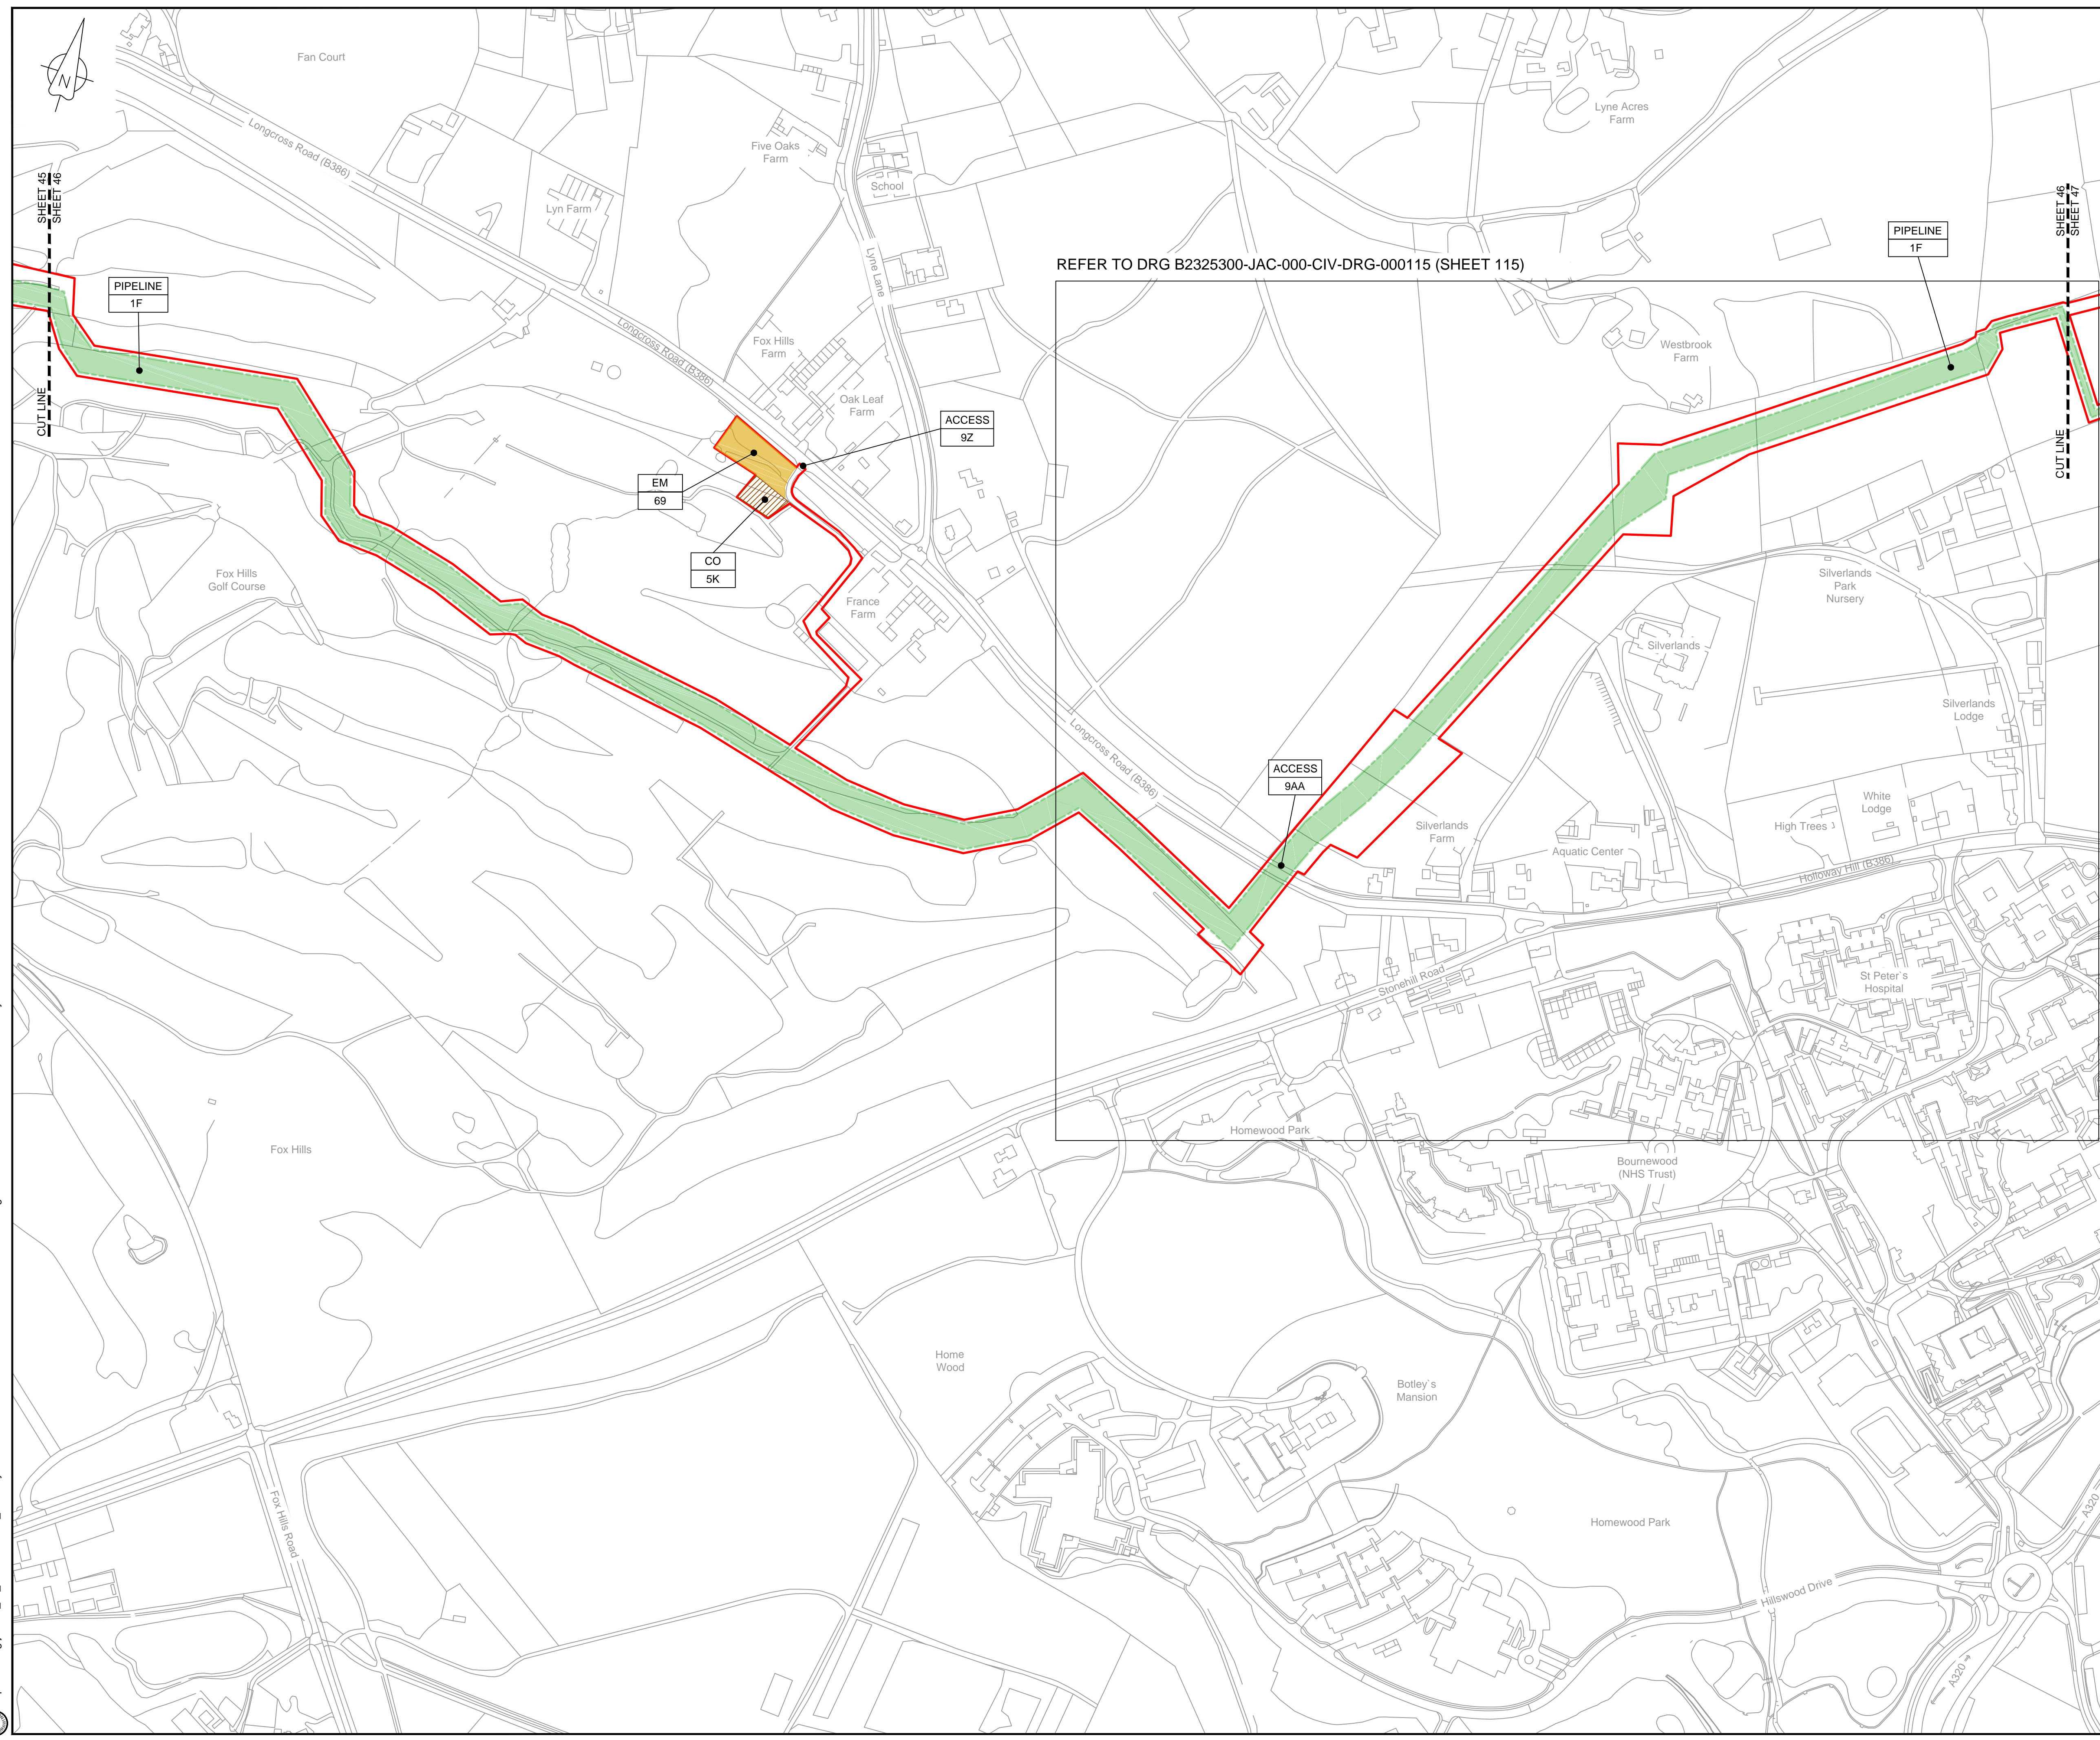 N
Fan Court
Longcross Road (B386)
Five Oaks
Farm
School
Lyn Farm
Lyne Lane
Lyne Acres
Farm
SHEET 45
SHEET 46
CUT LINE
SHEET 46
SHEET 47
CUT LINE
PIPELINE
1F
PIPELINE
1F
REFER TO DRG B2325300-JAC-000-CIV-DRG-000115 (SHEET 115)
Longcross Road (B386)
Fox Hills
Farm
Oak Leaf
Farm
Westbrook
Farm
ACCESS
9Z
EM
69
CO
5K
Fox Hills
Golf Course
France
Farm
Silverlands
Park
Nursery
Silverlands
Silverlands
Lodge
Longcross Road (B386)
ACCESS
9AA
Silverlands
Farm
Aquatic Center
White
Lodge
High Trees
Holloway Hill (B386)
Stonehill Road
St Peter`s
Hospital
Fox Hills
Homewood Park
Bournewood
(NHS Trust)
Home
Wood
Botley`s
Mansion
Fox Hills Road
Homewood Park
Hillswood Drive
A320
A320